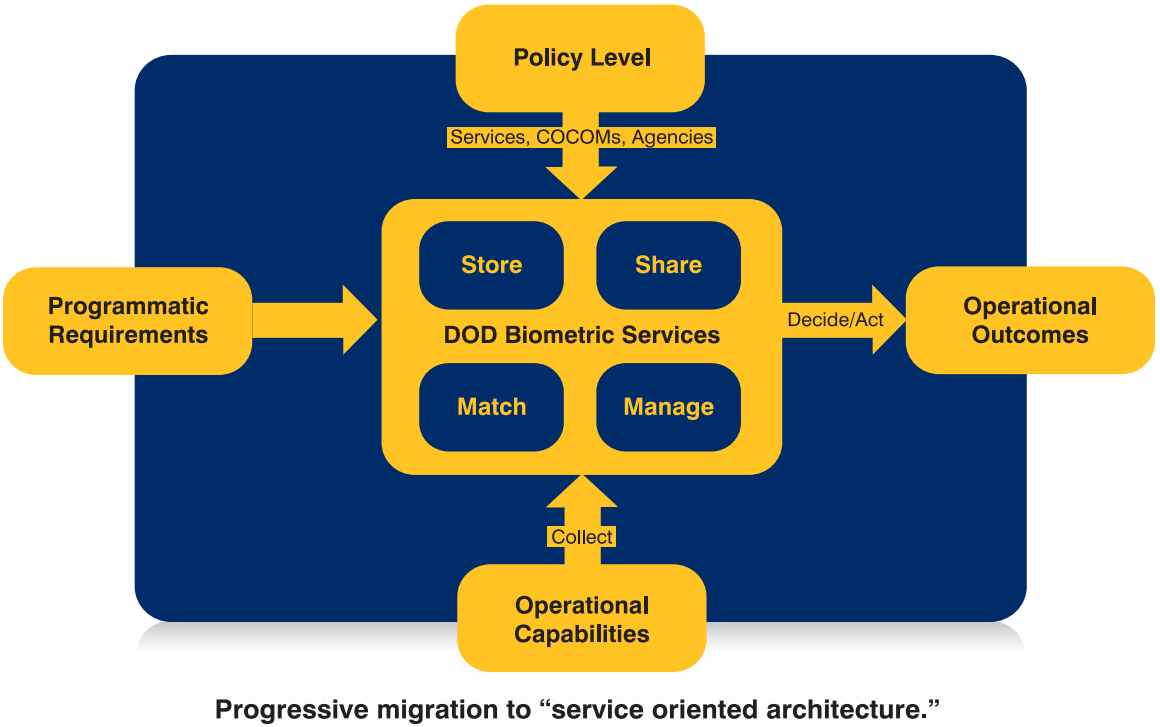 Policy Level
Services, COCOMs, Agencies
Store
Share
Programmatic
Requirements
DOD Biometric Services
Decide/Act
Operational
Outcomes
Match
Manage
Collect
Operational
Capabilities
Progressive migration to “service oriented architecture.”